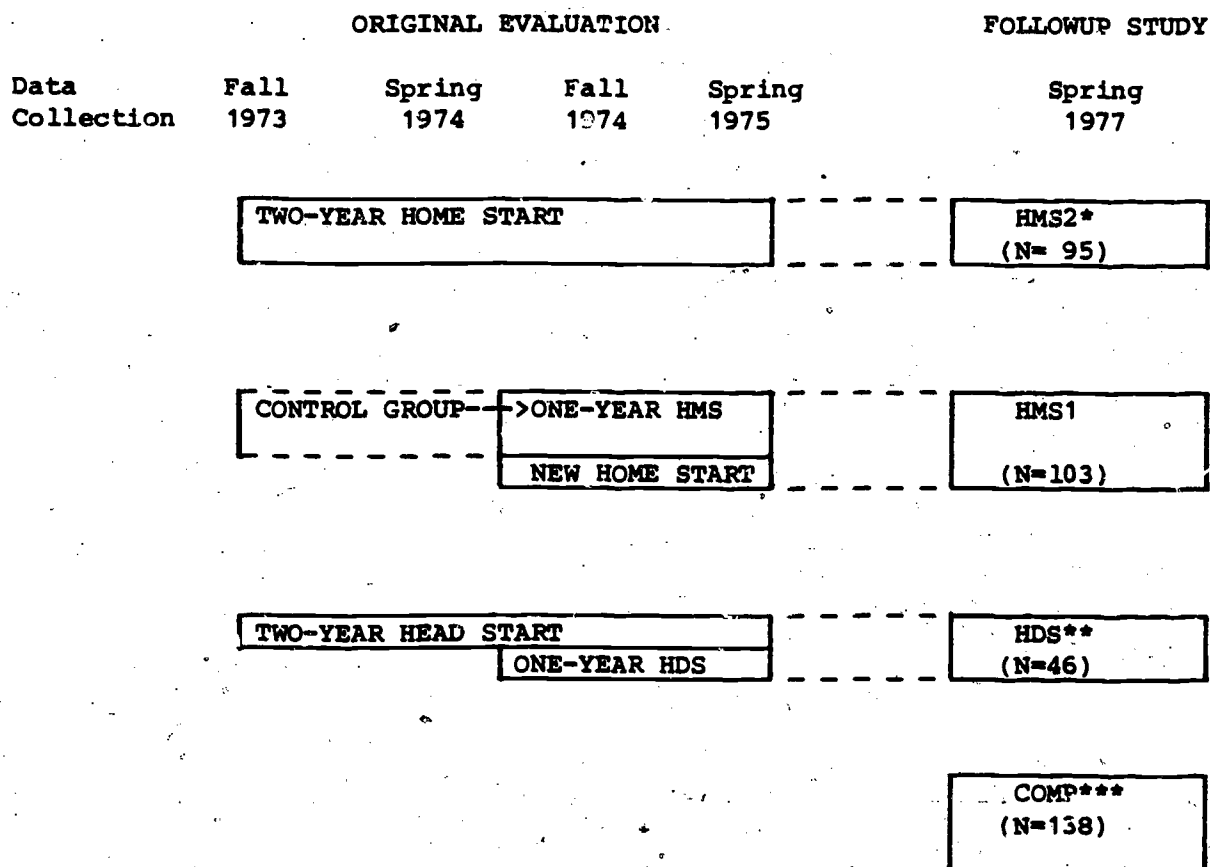 ORIGINAL EVALUATION FOLLOWUP STUDY
Data Fall Spring Fall Spring Spring
Collection 1973 1974 1974 1975 1977
TWO-YEAR HOME START HMS2*
(N= 95)
CONTROL GROUP--+->ONE-YEAR HMS HMS1
NEW HOME START (N=103)
TWO-YEAR HEAD START HDS**
ONE-YEAR HDS (N=46)
COMP***
(N=138)